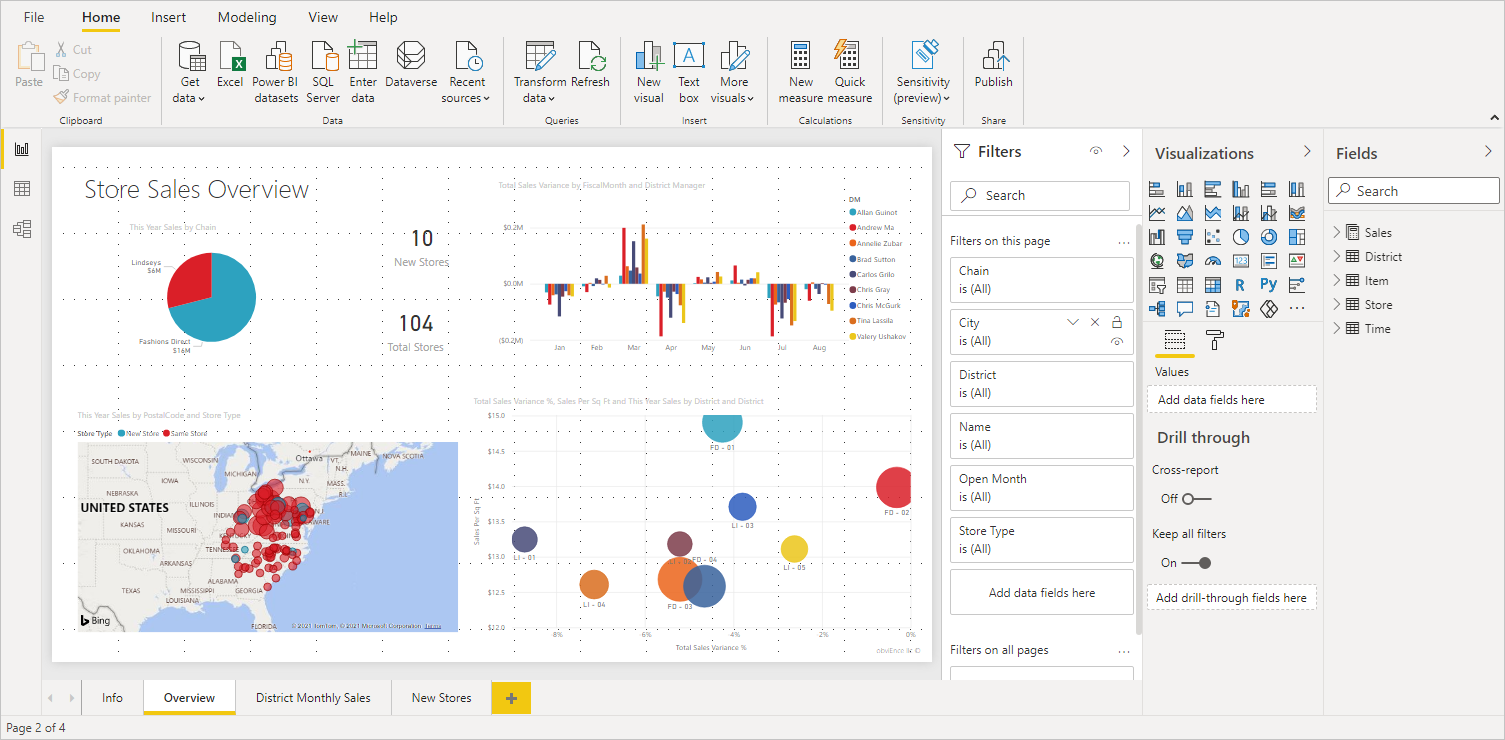 File Home Insert Modeling View Help
Paste
Cut
Copy
Format painter
Clipboard
Get data
Excel
Power BI datasets
SQL Server
Enter data
Dataverse
Recent sources
Data
Transform data
Refresh
Queries
New visual
Text box
More visuals
Insert
New measure
Quick measure
Calculations
Sensitivity (preview)
Sensitivity
Publish
Share
Store Sales Overview
This Year Sales by Chain
Lindseys
$6M
Fashions Direct
$16M
10
New Stores
104
Total Stores
Total Sales Variance by FiscalMonth and District Manager
$0.2M
$0.0M
($0.2M)
Jan Feb Mar Apr May Jun Jul Aug
DM
Allan Guinot
Andrew Ma
Annelie Zubar
Brad Sutton
Carlos Grilo
Chris Gray
Chris McGurk
Tina Lassila
Valery Ushakov
This Year Sales by PostalCode and Store Type
Store Type New Store Same Store
SOUTH DAKOTA
WISCONSIN
MICHIGAN
Ottawa
VT.
MAINE
NOVA SCOTIA
N.H.
N.Y.
MASS.
R.I.
IOWA
NEBRASKA
ILLINOIS
UNITED STATES
KANSAS
MISSOURI
OKLAHOMA
ARKANSAS
TEXAS
MISSISSIPPI
ALABAMA
GEORGIA
LOUISIANA
FLORIDA
Bing
© 2021 TomTom, © 2021 Microsoft Corporation Terms
Total Sales Variance %, Sales Per Sq Ft and This Year Sales by District and District
Sales Per Sq Ft
$15.0
$14.5
$14.0
$13.5
$13.0
$12.5
$12.0
FD - 01
FD - 02
LI - 03
LI - 01
FD - 04
LI - 05
LI - 04
FD - 03
-4%
-2%
0%
Total Sales Variance %
obviEnce llc ©
Filters
Search
Filters on this page
...
Chain
is (All)
City
is (All)
District
is (All)
Name
is (All)
Open Month
is (All)
Store Type
is (All)
Add data fields here
Filters on all pages
...
Visualizations
123
R
Py
...
Values
Add data fields here
Drill through
Cross-report
Off
Keep all filters
On
Add drill-through fields here
Fields
Search
Sales
District
Item
Store
Time
Info Overview District Monthly Sales New Stores +
Page 2 of 4